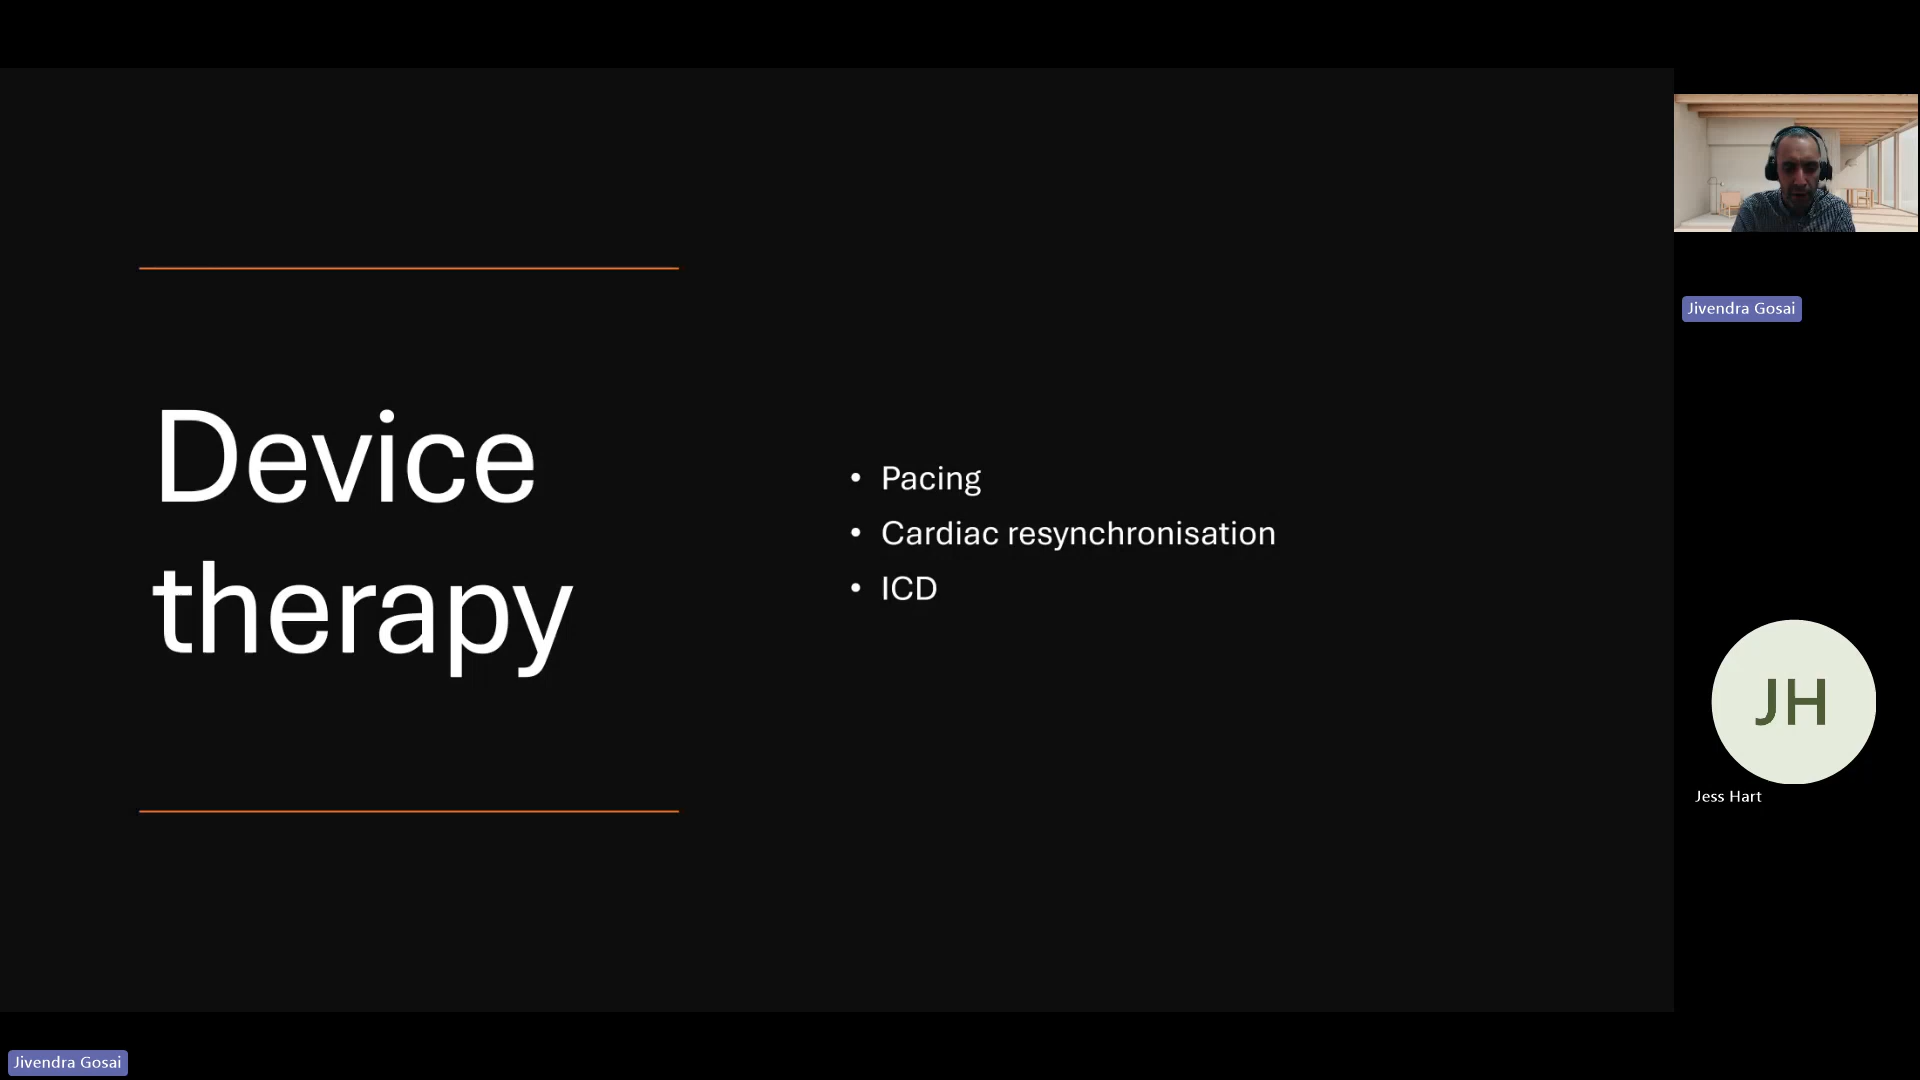 Device
therapy
• Pacing
• Cardiac resynchronisation
• ICD
Jivendra Gosai
JH
Jess Hart
Jivendra Gosai